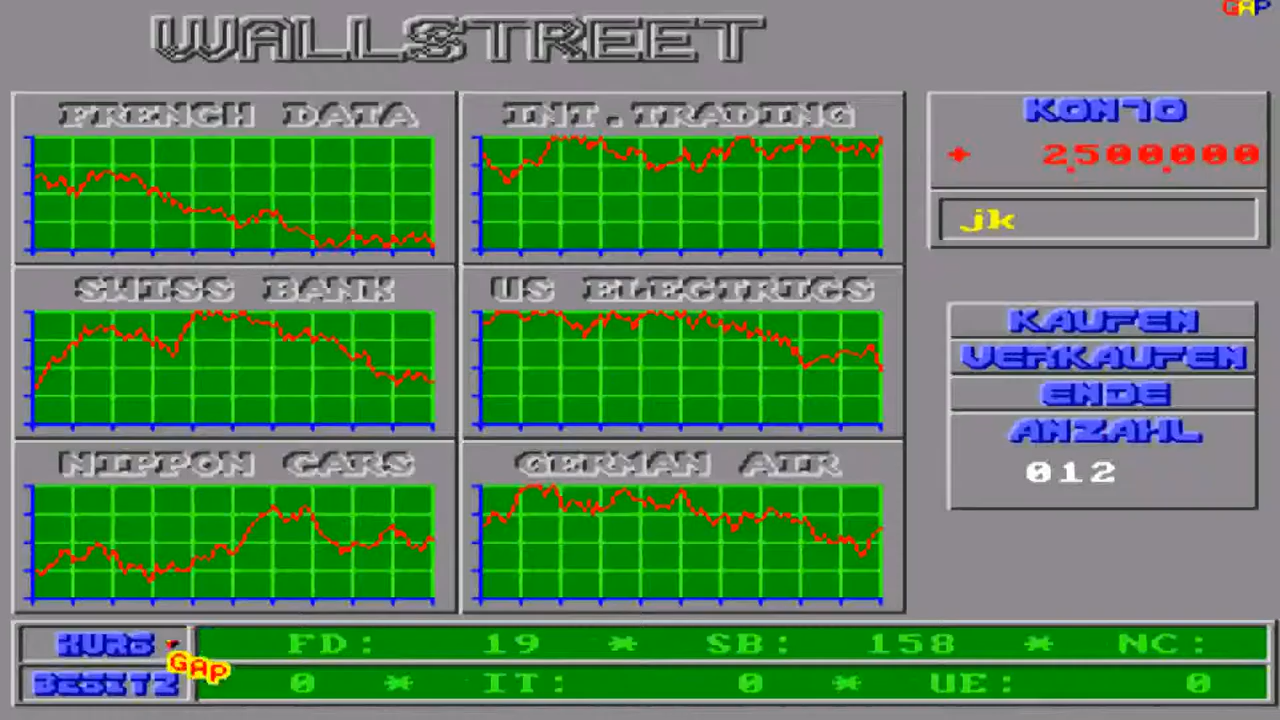 GAP
WALLSTREET
FRENCH DATA
INT.TRADING
KONTO
+ 2.500.000
jk
SWISS BANK
US ELECTRICS
KAUFEN
VERKAUFEN
ENDE
ANZAHL
012
NIPPON CARS
GERMAN AIR
KURS
FD: 19 * SB: 158 * NC:
GAP
BESITZ
0 * IT: 0 * UE: 0